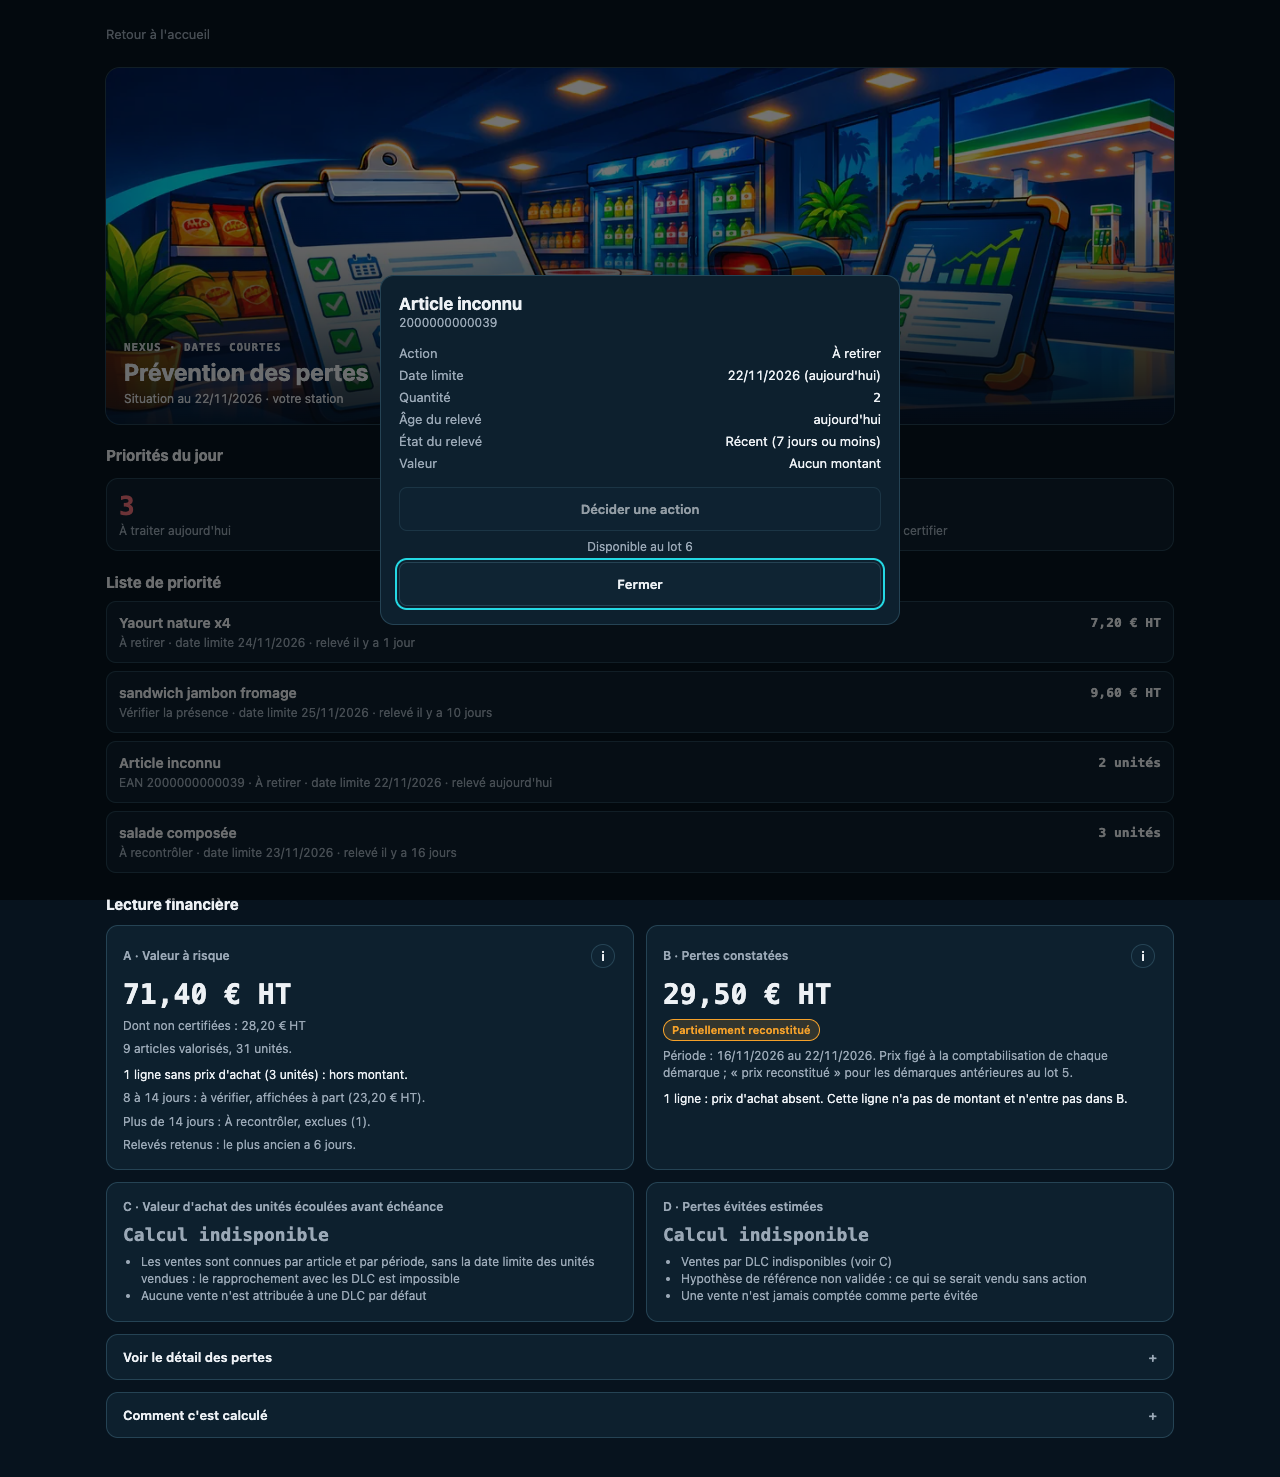 Retour à l'accueil
NEXUS · DATES COURTES
Prévention des pertes
Situation au 22/11/2026 · votre station
Article inconnu
2000000000039
Action À retirer
Date limite 22/11/2026 (aujourd'hui)
Quantité 2
Âge du relevé aujourd'hui
État du relevé Récent (7 jours ou moins)
Valeur Aucun montant
Décider une action
Disponible au lot 6
Fermer
Priorités du jour
3
À traiter aujourd'hui
certifier
Liste de priorité
Yaourt nature x4 7,20 € HT
À retirer · date limite 24/11/2026 · relevé il y a 1 jour
sandwich jambon fromage 9,60 € HT
Vérifier la présence · date limite 25/11/2026 · relevé il y a 10 jours
Article inconnu 2 unités
EAN 2000000000039 · À retirer · date limite 22/11/2026 · relevé aujourd'hui
salade composée 3 unités
À recontrôler · date limite 23/11/2026 · relevé il y a 16 jours
Lecture financière
A · Valeur à risque i
71,40 € HT
Dont non certifiées : 28,20 € HT
9 articles valorisés, 31 unités.
1 ligne sans prix d'achat (3 unités) : hors montant.
8 à 14 jours : à vérifier, affichées à part (23,20 € HT).
Plus de 14 jours : À recontrôler, exclues (1).
Relevés retenus : le plus ancien a 6 jours.
B · Pertes constatées i
29,50 € HT
Partiellement reconstitué
Période : 16/11/2026 au 22/11/2026. Prix figé à la comptabilisation de chaque
démarque ; « prix reconstitué » pour les démarques antérieures au lot 5.
1 ligne : prix d'achat absent. Cette ligne n'a pas de montant et n'entre pas dans B.
C · Valeur d'achat des unités écoulées avant échéance
Calcul indisponible
• Les ventes sont connues par article et par période, sans la date limite des unités
vendues : le rapprochement avec les DLC est impossible
• Aucune vente n'est attribuée à une DLC par défaut
D · Pertes évitées estimées
Calcul indisponible
• Ventes par DLC indisponibles (voir C)
• Hypothèse de référence non validée : ce qui se serait vendu sans action
• Une vente n'est jamais comptée comme perte évitée
Voir le détail des pertes +
Comment c'est calculé +